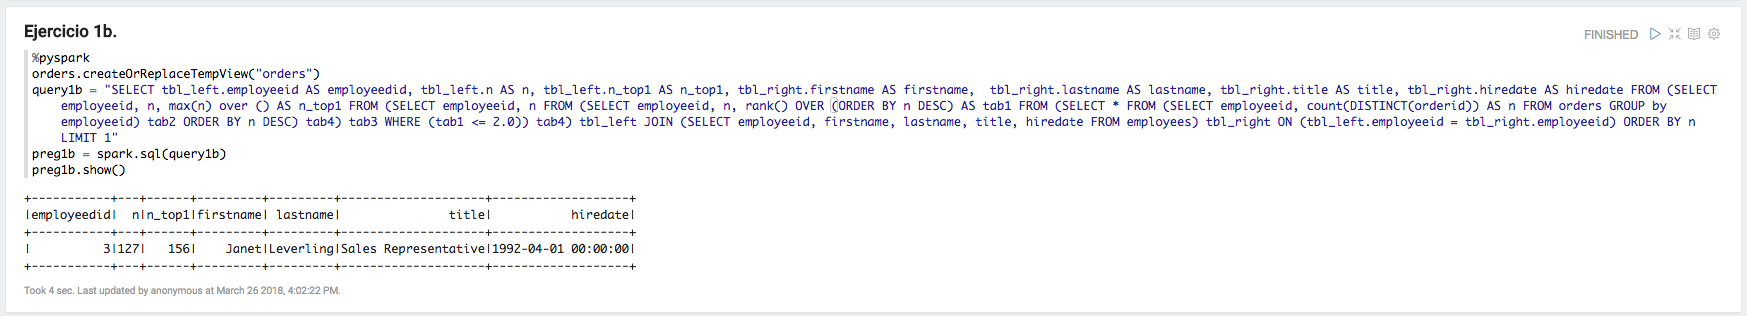 Ejercicio 1b.
FINISHED
%pyspark
orders.createOrReplaceTempView("orders")
query1b = "SELECT tbl_left.employeeid AS employeedid, tbl_left.n AS n, tbl_left.n_top1 AS n_top1, tbl_right.firstname AS firstname,  tbl_right.lastname AS lastname, tbl_right.title AS title, tbl_right.hiredate AS hiredate FROM (SELECT
employeeid, n, max(n) over () AS n_top1 FROM (SELECT employeeid, n FROM (SELECT employeeid, n, rank() OVER (ORDER BY n DESC) AS tab1 FROM (SELECT * FROM (SELECT employeeid, count(DISTINCT(orderid)) AS n FROM orders GROUP by
employeeid) tab2 ORDER BY n DESC) tab4) tab3 WHERE (tab1 <= 2.0)) tab4) tbl_left JOIN (SELECT employeeid, firstname, lastname, title, hiredate FROM employees) tbl_right ON (tbl_left.employeeid = tbl_right.employeeid) ORDER BY n
LIMIT 1"
preg1b = spark.sql(query1b)
preg1b.show()
+-----------+---+------+---------+---------+--------------------+-------------------+
|employeedid|  n|n_top1|firstname| lastname|               title|           hiredate|
+-----------+---+------+---------+---------+--------------------+-------------------+
|          3|127|   156|    Janet|Leverling|Sales Representative|1992-04-01 00:00:00|
+-----------+---+------+---------+---------+--------------------+-------------------+
Took 4 sec. Last updated by anonymous at March 26 2018, 4:02:22 PM.